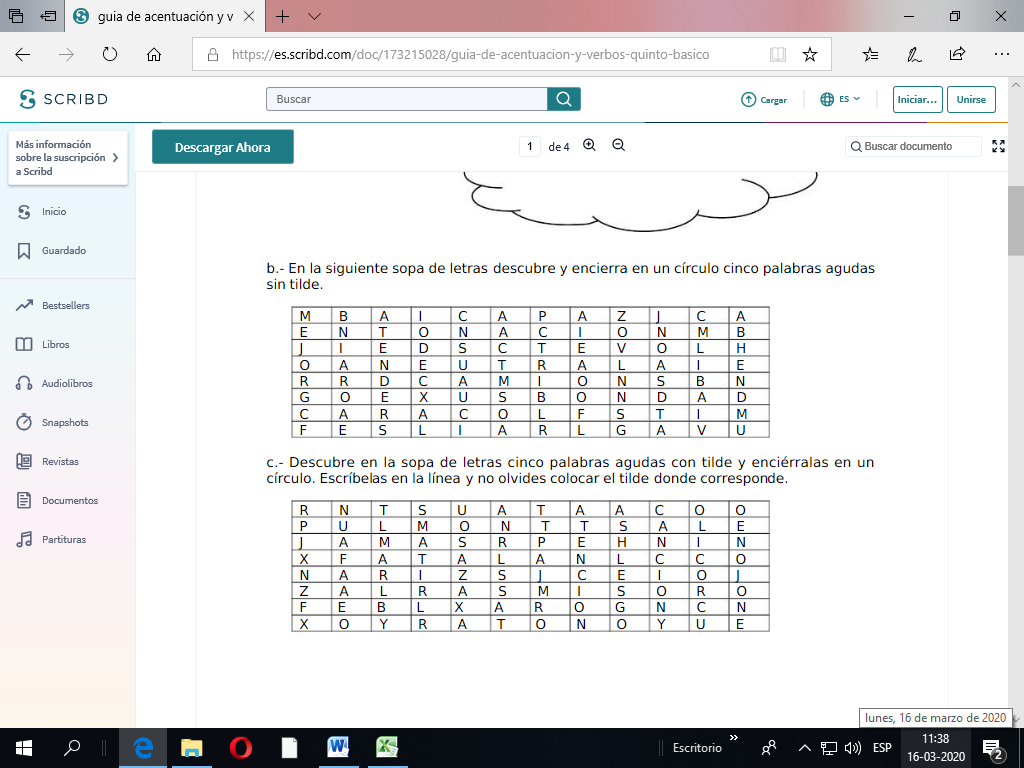 guia de acentuación y v
https://es.scribd.com/doc/173215028/guia-de-acentuacion-y-verbos-quinto-basico
SCRIBD
Buscar
Cargar
ES
Iniciar...
Unirse
Más información
sobre la suscripción
a Scribd
Descargar Ahora
1 de 4
Buscar documento
Inicio
Guardado
Bestsellers
Libros
Audiolibros
Snapshots
Revistas
Documentos
Partituras
b.- En la siguiente sopa de letras descubre y encierra en un círculo cinco palabras agudas
sin tilde.
M B A I C A P A Z J C A
E N T O N A C I O N M B
J I E D S C T E V O L H
O A N E U T R A L A I E
R R D C A M I O N S B N
G O E X U S B O N D A D
C A R A C O L F S T I M
F E S L I A R L G A V U
c.- Descubre en la sopa de letras cinco palabras agudas con tilde y enciérralas en un
círculo. Escríbelas en la línea y no olvides colocar el tilde donde corresponde.
R N T S U A T A A C O O
P U L M O N T T S A L E
J A M A S R P E H N I N
X F A T A L A N L C C O
N A R I Z S J C E I O J
Z A L R A S M I S O R O
F E B L X A R O G N C N
X O Y R A T O N O Y U E
lunes, 16 de marzo de 2020
Escritorio
ESP
11:38
16-03-2020
2